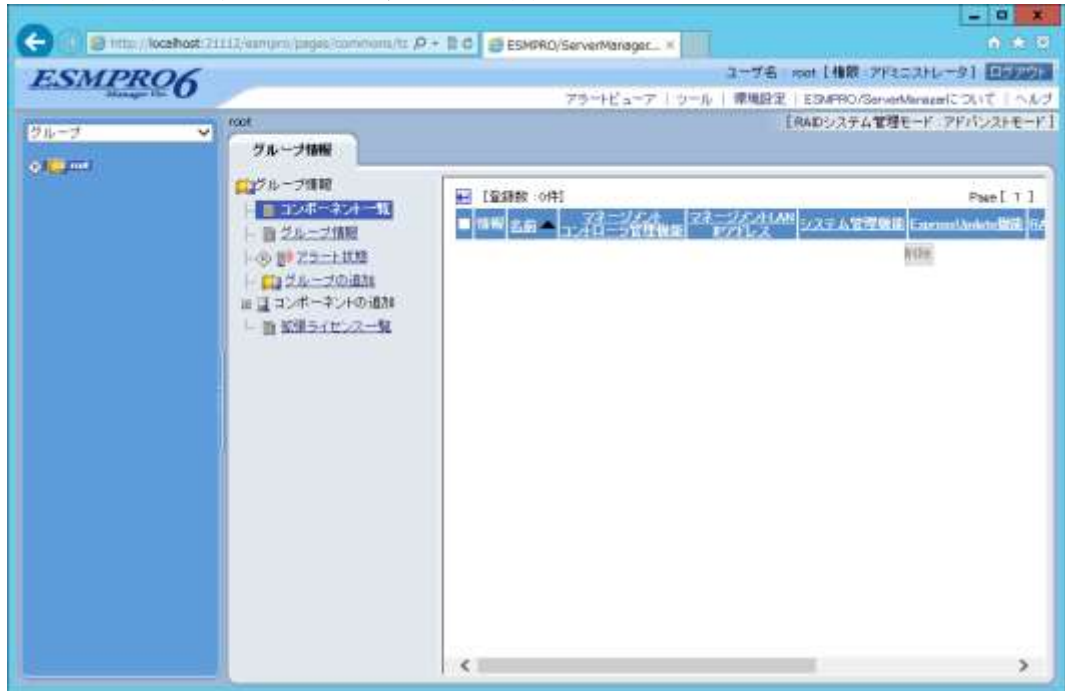 http://localhost:21112/esmpro/pages/commons/
ESMPRO/ServerManager...
ESMPRO6
Manager
ユーザ名 : root [権限 : アドミニストレータ] ログアウト
アラートビューア | ツール | 環境設定 | ESMPRO/ServerManagerについて | ヘルプ
グループ
root
[RAIDシステム管理モード : アドバンストモード]
root
グループ情報
グループ情報
コンポーネント一覧
グループ情報
アラート状態
グループの追加
コンポーネントの追加
拡張ライセンス一覧
[登録数 : 0件]
Page [ 1 ]
情報 名前 マネージメントコントローラ管理機能 マネージメントLAN IPアドレス システム管理機能 ExpressUpdate機能 RA